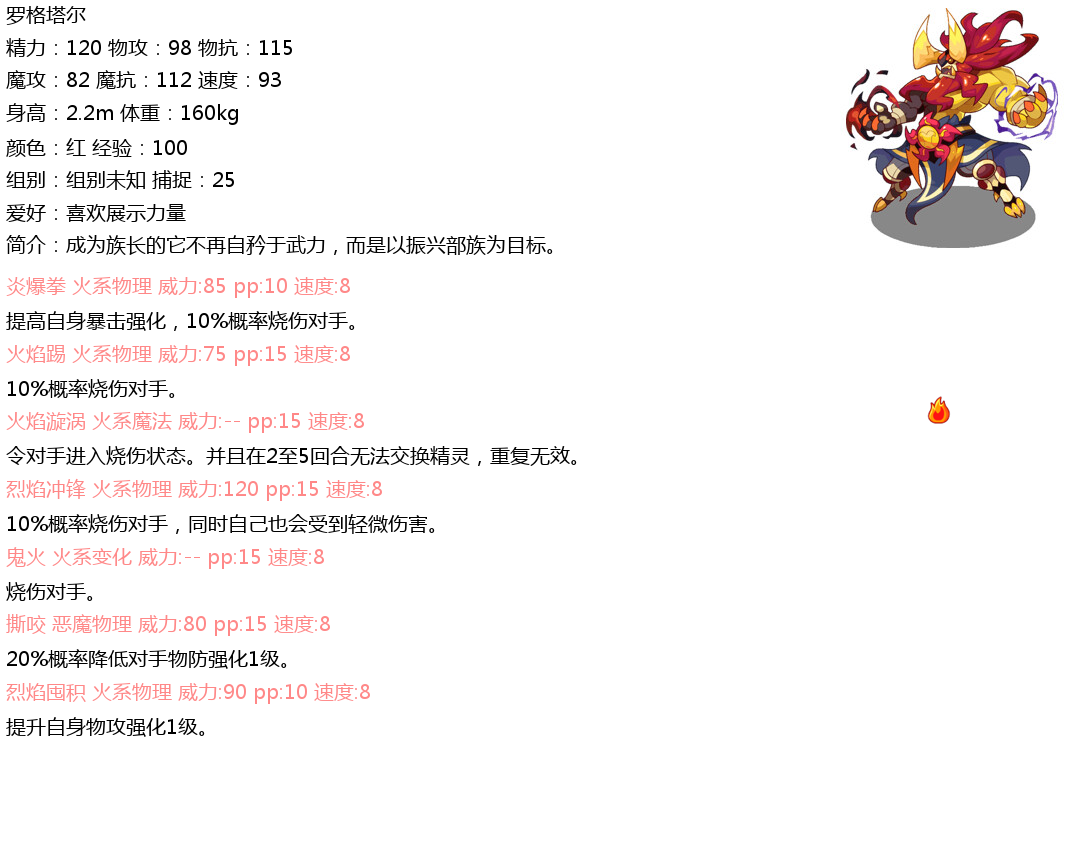 罗格塔尔
精力：120 物攻：98 物抗：115
魔攻：82 魔抗：112 速度：93
身高：2.2m 体重：160kg
颜色：红 经验：100
组别：组别未知 捕捉：25
爱好：喜欢展示力量
简介：成为族长的它不再自矜于武力，而是以振兴部族为目标。
炎爆拳 火系物理 威力:85 pp:10 速度:8
提高自身暴击强化，10%概率烧伤对手。
火焰踢 火系物理 威力:75 pp:15 速度:8
10%概率烧伤对手。
火焰漩涡 火系魔法 威力:-- pp:15 速度:8
令对手进入烧伤状态。并且在2至5回合无法交换精灵，重复无效。
烈焰冲锋 火系物理 威力:120 pp:15 速度:8
10%概率烧伤对手，同时自己也会受到轻微伤害。
鬼火 火系变化 威力:-- pp:15 速度:8
烧伤对手。
撕咬 恶魔物理 威力:80 pp:15 速度:8
20%概率降低对手物防强化1级。
烈焰囤积 火系物理 威力:90 pp:10 速度:8
提升自身物攻强化1级。